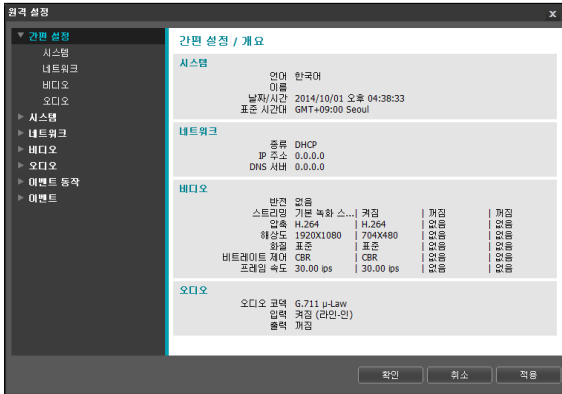 원격 설정 x
간편 설정
시스템
네트워크
비디오
오디오
시스템
네트워크
비디오
오디오
이벤트 동작
이벤트
간편 설정 / 개요
시스템
언어 한국어
이름
날짜/시간 2014/10/01 오후 04:38:33
표준 시간대 GMT+09:00 Seoul
네트워크
종류 DHCP
IP 주소 0.0.0.0
DNS 서버 0.0.0.0
비디오
반전 없음
스트리밍 기본 녹화 스...| 켜짐 | 꺼짐 | 꺼짐
압축 H.264 | H.264 | 없음 | 없음
해상도 1920X1080 | 704X480 | 없음 | 없음
화질 표준 | 표준 | 없음 | 없음
비트레이트 제어 CBR | CBR | 없음 | 없음
프레임 속도 30.00 ips | 30.00 ips | 없음 | 없음
오디오
오디오 코덱 G.711 μ-Law
입력 켜짐 (라인-인)
출력 꺼짐
확인 취소 적용